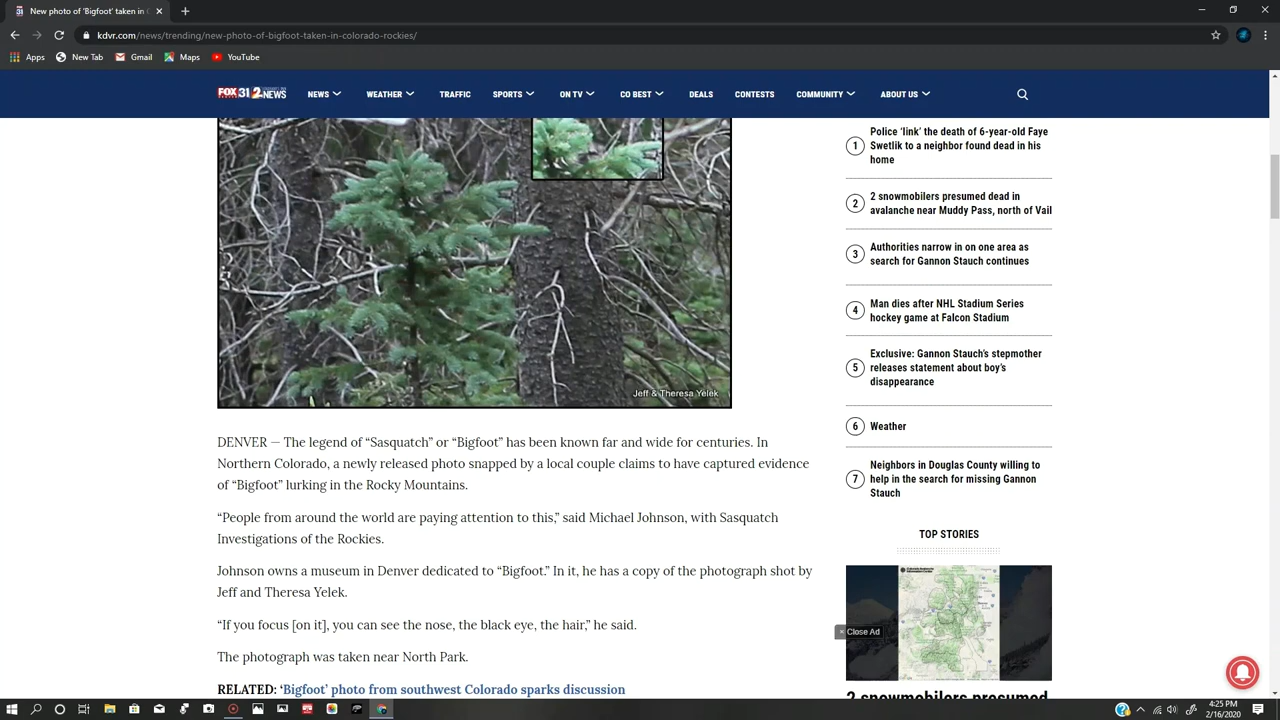 New photo of 'Bigfoot' taken in C
kdvr.com/news/trending/new-photo-of-bigfoot-taken-in-colorado-rockies/
Apps New Tab Gmail Maps YouTube
FOX 31 2 NEWS NEWS WEATHER TRAFFIC SPORTS ON TV CO BEST DEALS CONTESTS COMMUNITY ABOUT US
Jeff & Theresa Yelek
DENVER — The legend of “Sasquatch” or “Bigfoot” has been known far and wide for centuries. In
Northern Colorado, a newly released photo snapped by a local couple claims to have captured evidence
of “Bigfoot” lurking in the Rocky Mountains.
“People from around the world are paying attention to this,” said Michael Johnson, with Sasquatch
Investigations of the Rockies.
Johnson owns a museum in Denver dedicated to “Bigfoot.” In it, he has a copy of the photograph shot by
Jeff and Theresa Yelek.
“If you focus [on it], you can see the nose, the black eye, the hair,” he said.
The photograph was taken near North Park.
RELATED: ‘Bigfoot’ photo from southwest Colorado sparks discussion
1 Police ‘link’ the death of 6-year-old Faye
Swetlik to a neighbor found dead in his
home
2 2 snowmobilers presumed dead in
avalanche near Muddy Pass, north of Vail
3 Authorities narrow in on one area as
search for Gannon Stauch continues
4 Man dies after NHL Stadium Series
hockey game at Falcon Stadium
5 Exclusive: Gannon Stauch’s stepmother
releases statement about boy’s
disappearance
6 Weather
7 Neighbors in Douglas County willing to
help in the search for missing Gannon
Stauch
TOP STORIES
× Close Ad
2 snowmobilers presumed
4:25 PM
2/16/2020